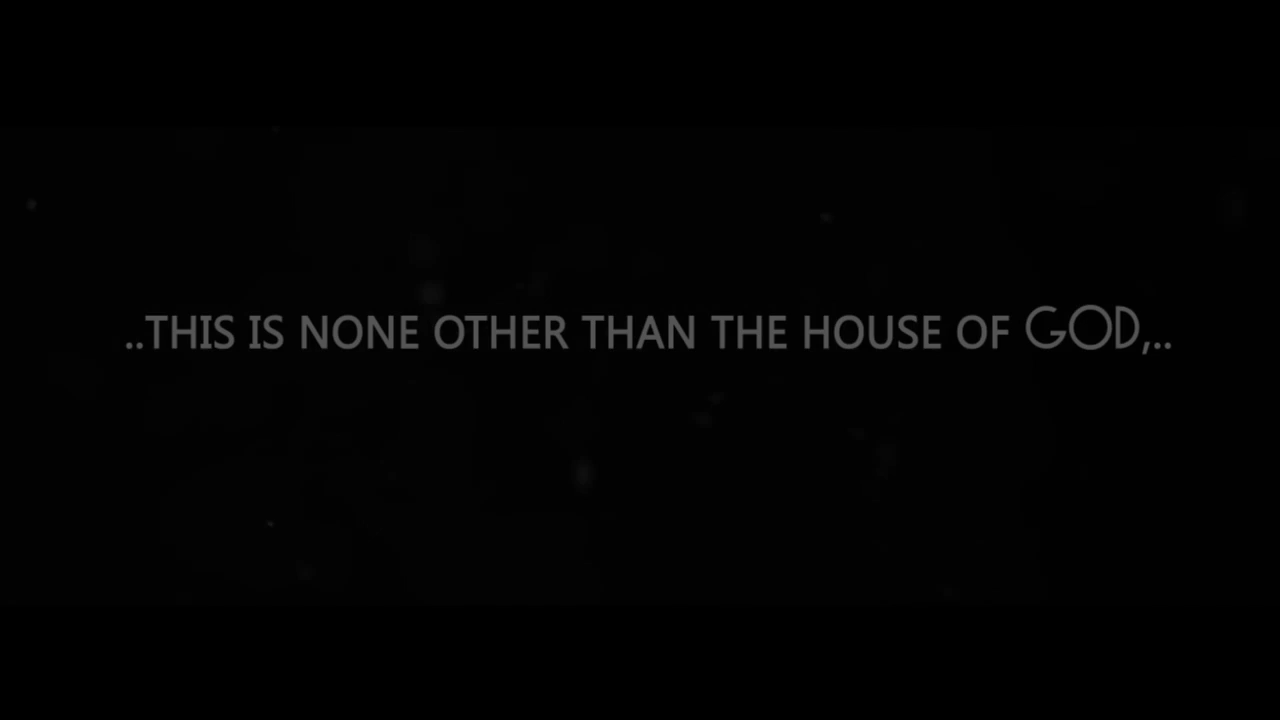 ..THIS IS NONE OTHER THAN THE HOUSE OF GOD,..